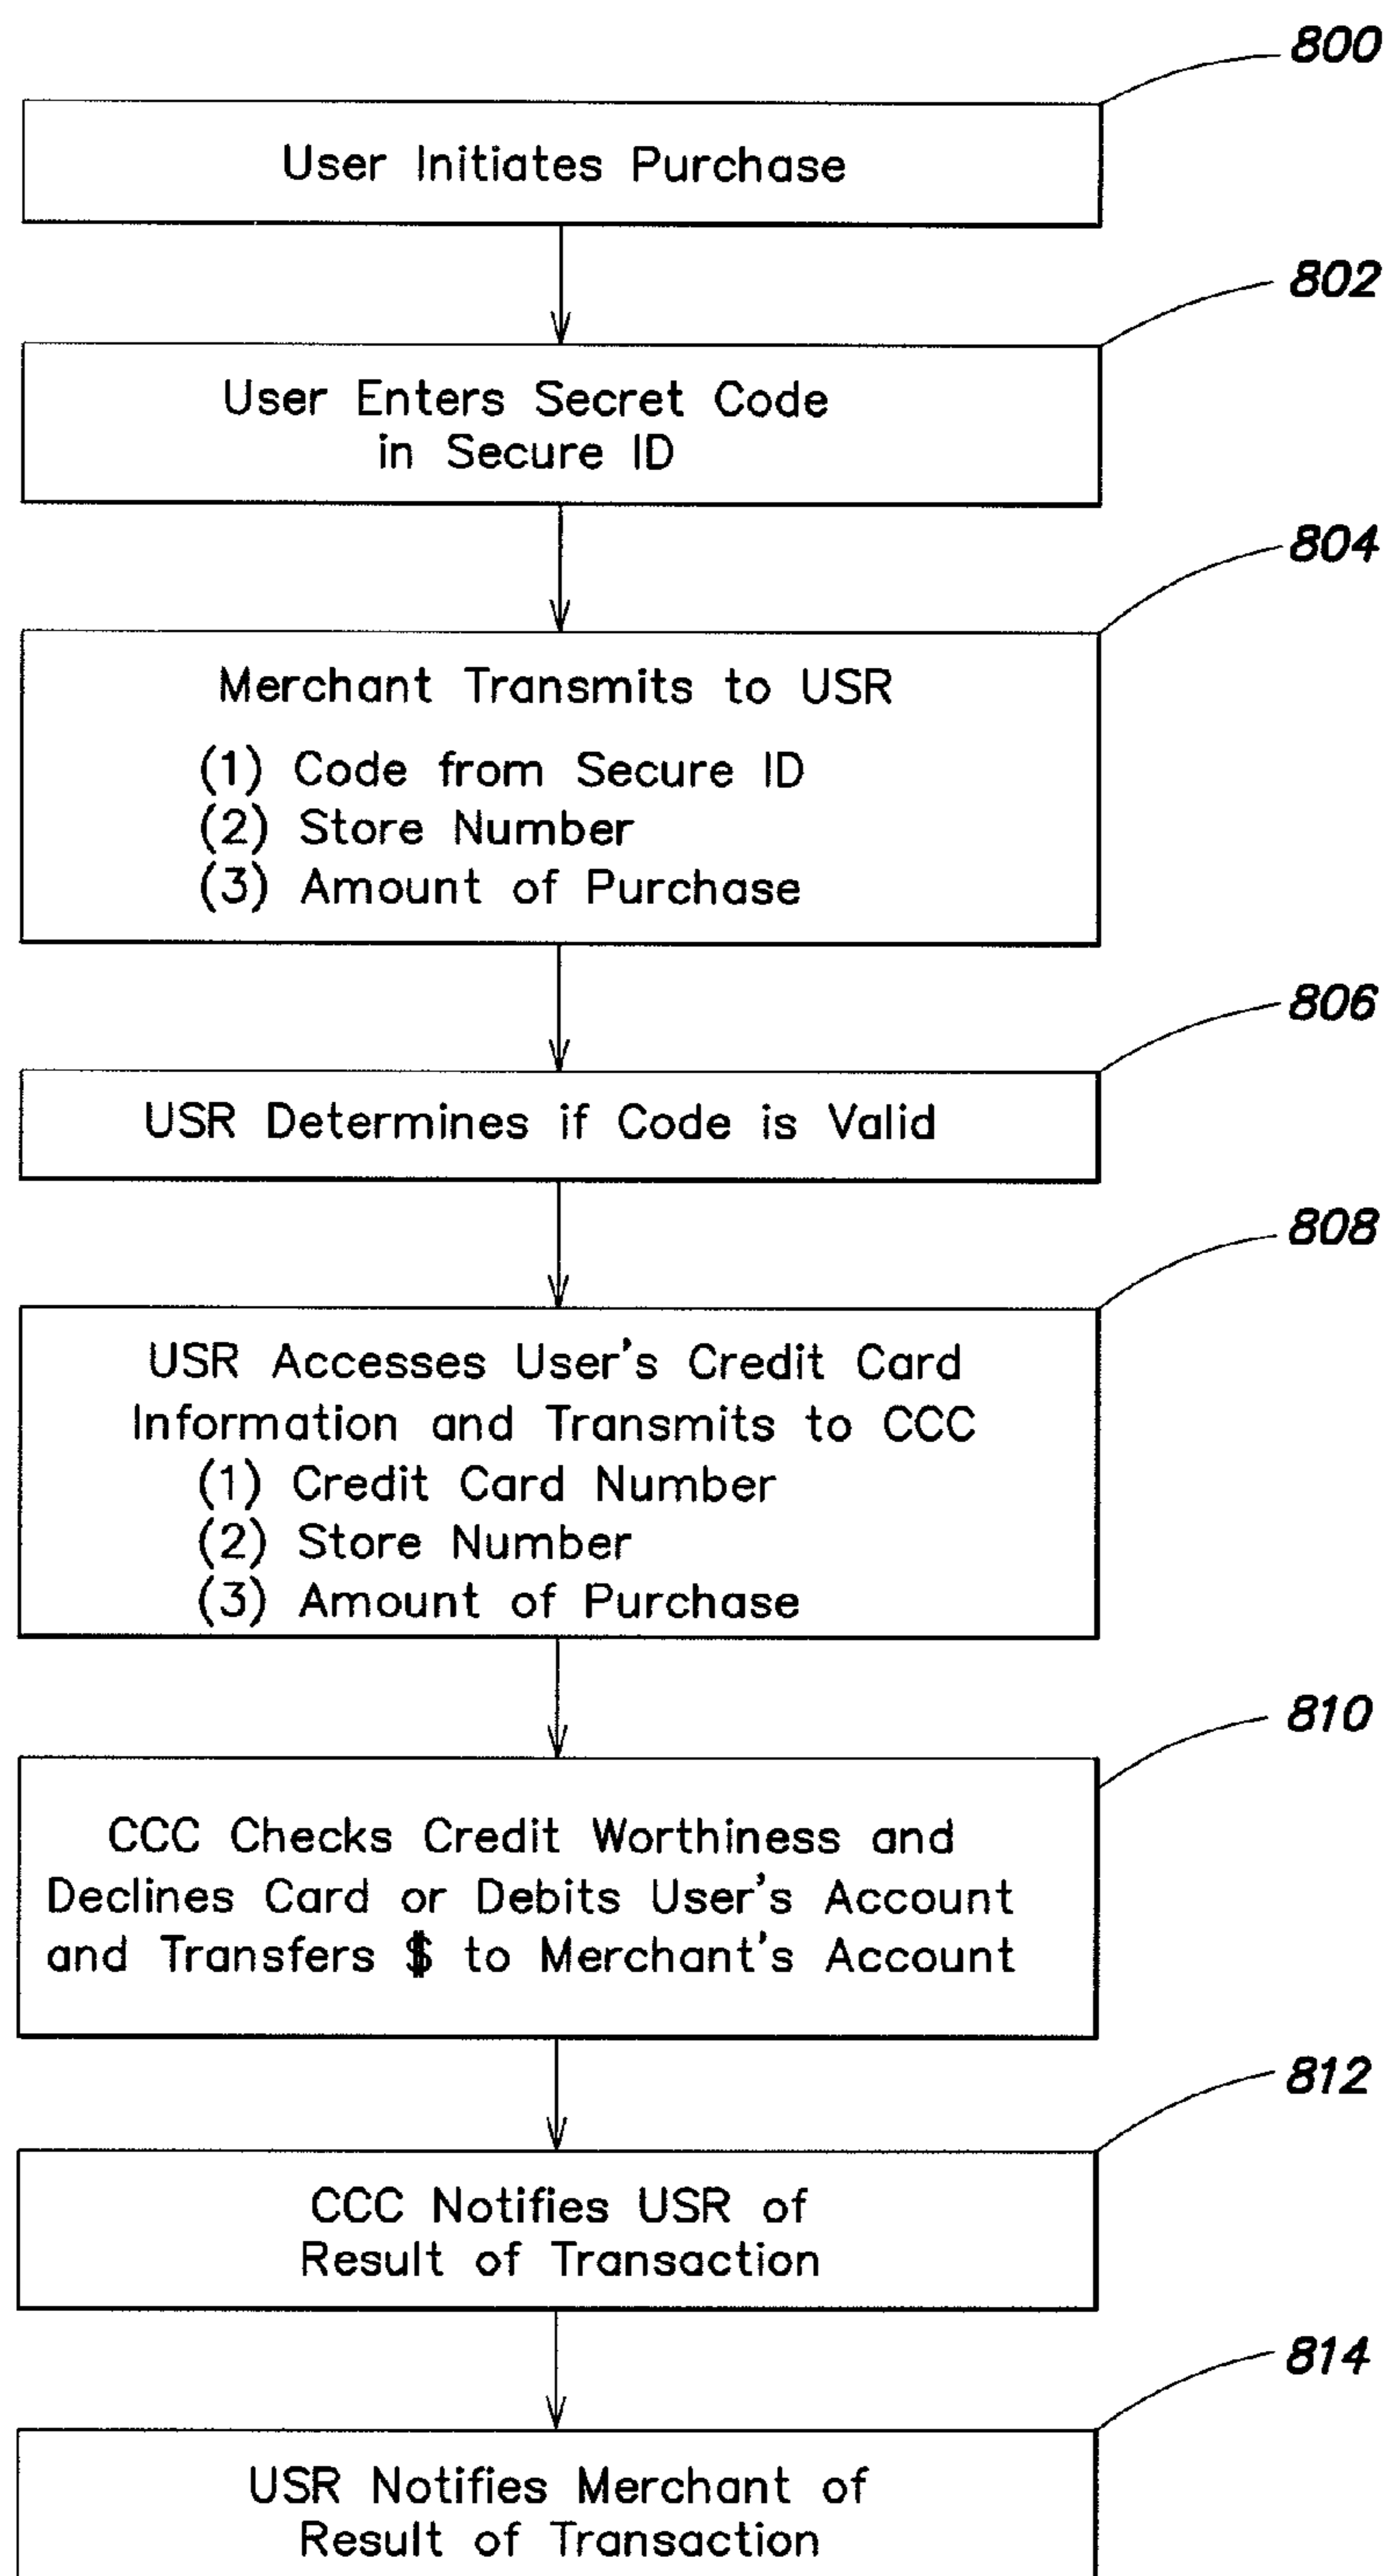 800
User Initiates Purchase
802
User Enters Secret Code
in Secure ID
804
Merchant Transmits to USR
(1) Code from Secure ID
(2) Store Number
(3) Amount of Purchase
806
USR Determines if Code is Valid
808
USR Accesses User's Credit Card
Information and Transmits to CCC
(1) Credit Card Number
(2) Store Number
(3) Amount of Purchase
810
CCC Checks Credit Worthiness and
Declines Card or Debits User's Account
and Transfers $ to Merchant's Account
812
CCC Notifies USR of
Result of Transaction
814
USR Notifies Merchant of
Result of Transaction